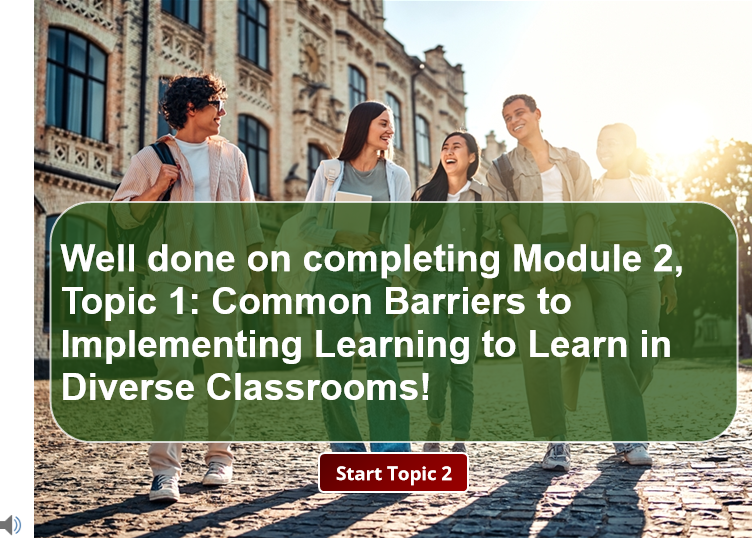 Well done on completing Module 2,
Topic 1: Common Barriers to
Implementing Learning to Learn in
Diverse Classrooms!
Start Topic 2